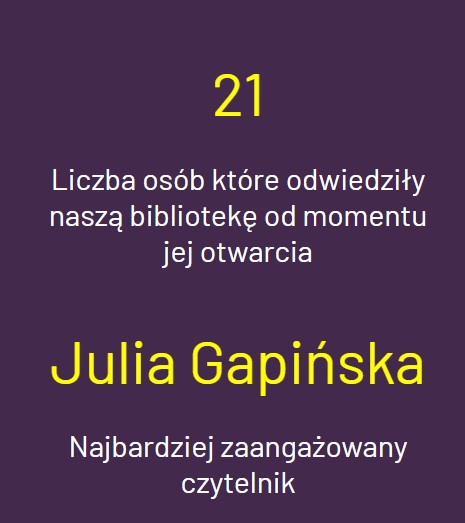 21
Liczba osób które odwiedziły
naszą bibliotekę od momentu
jej otwarcia
Julia Gapińska
Najbardziej zaangażowany
czytelnik